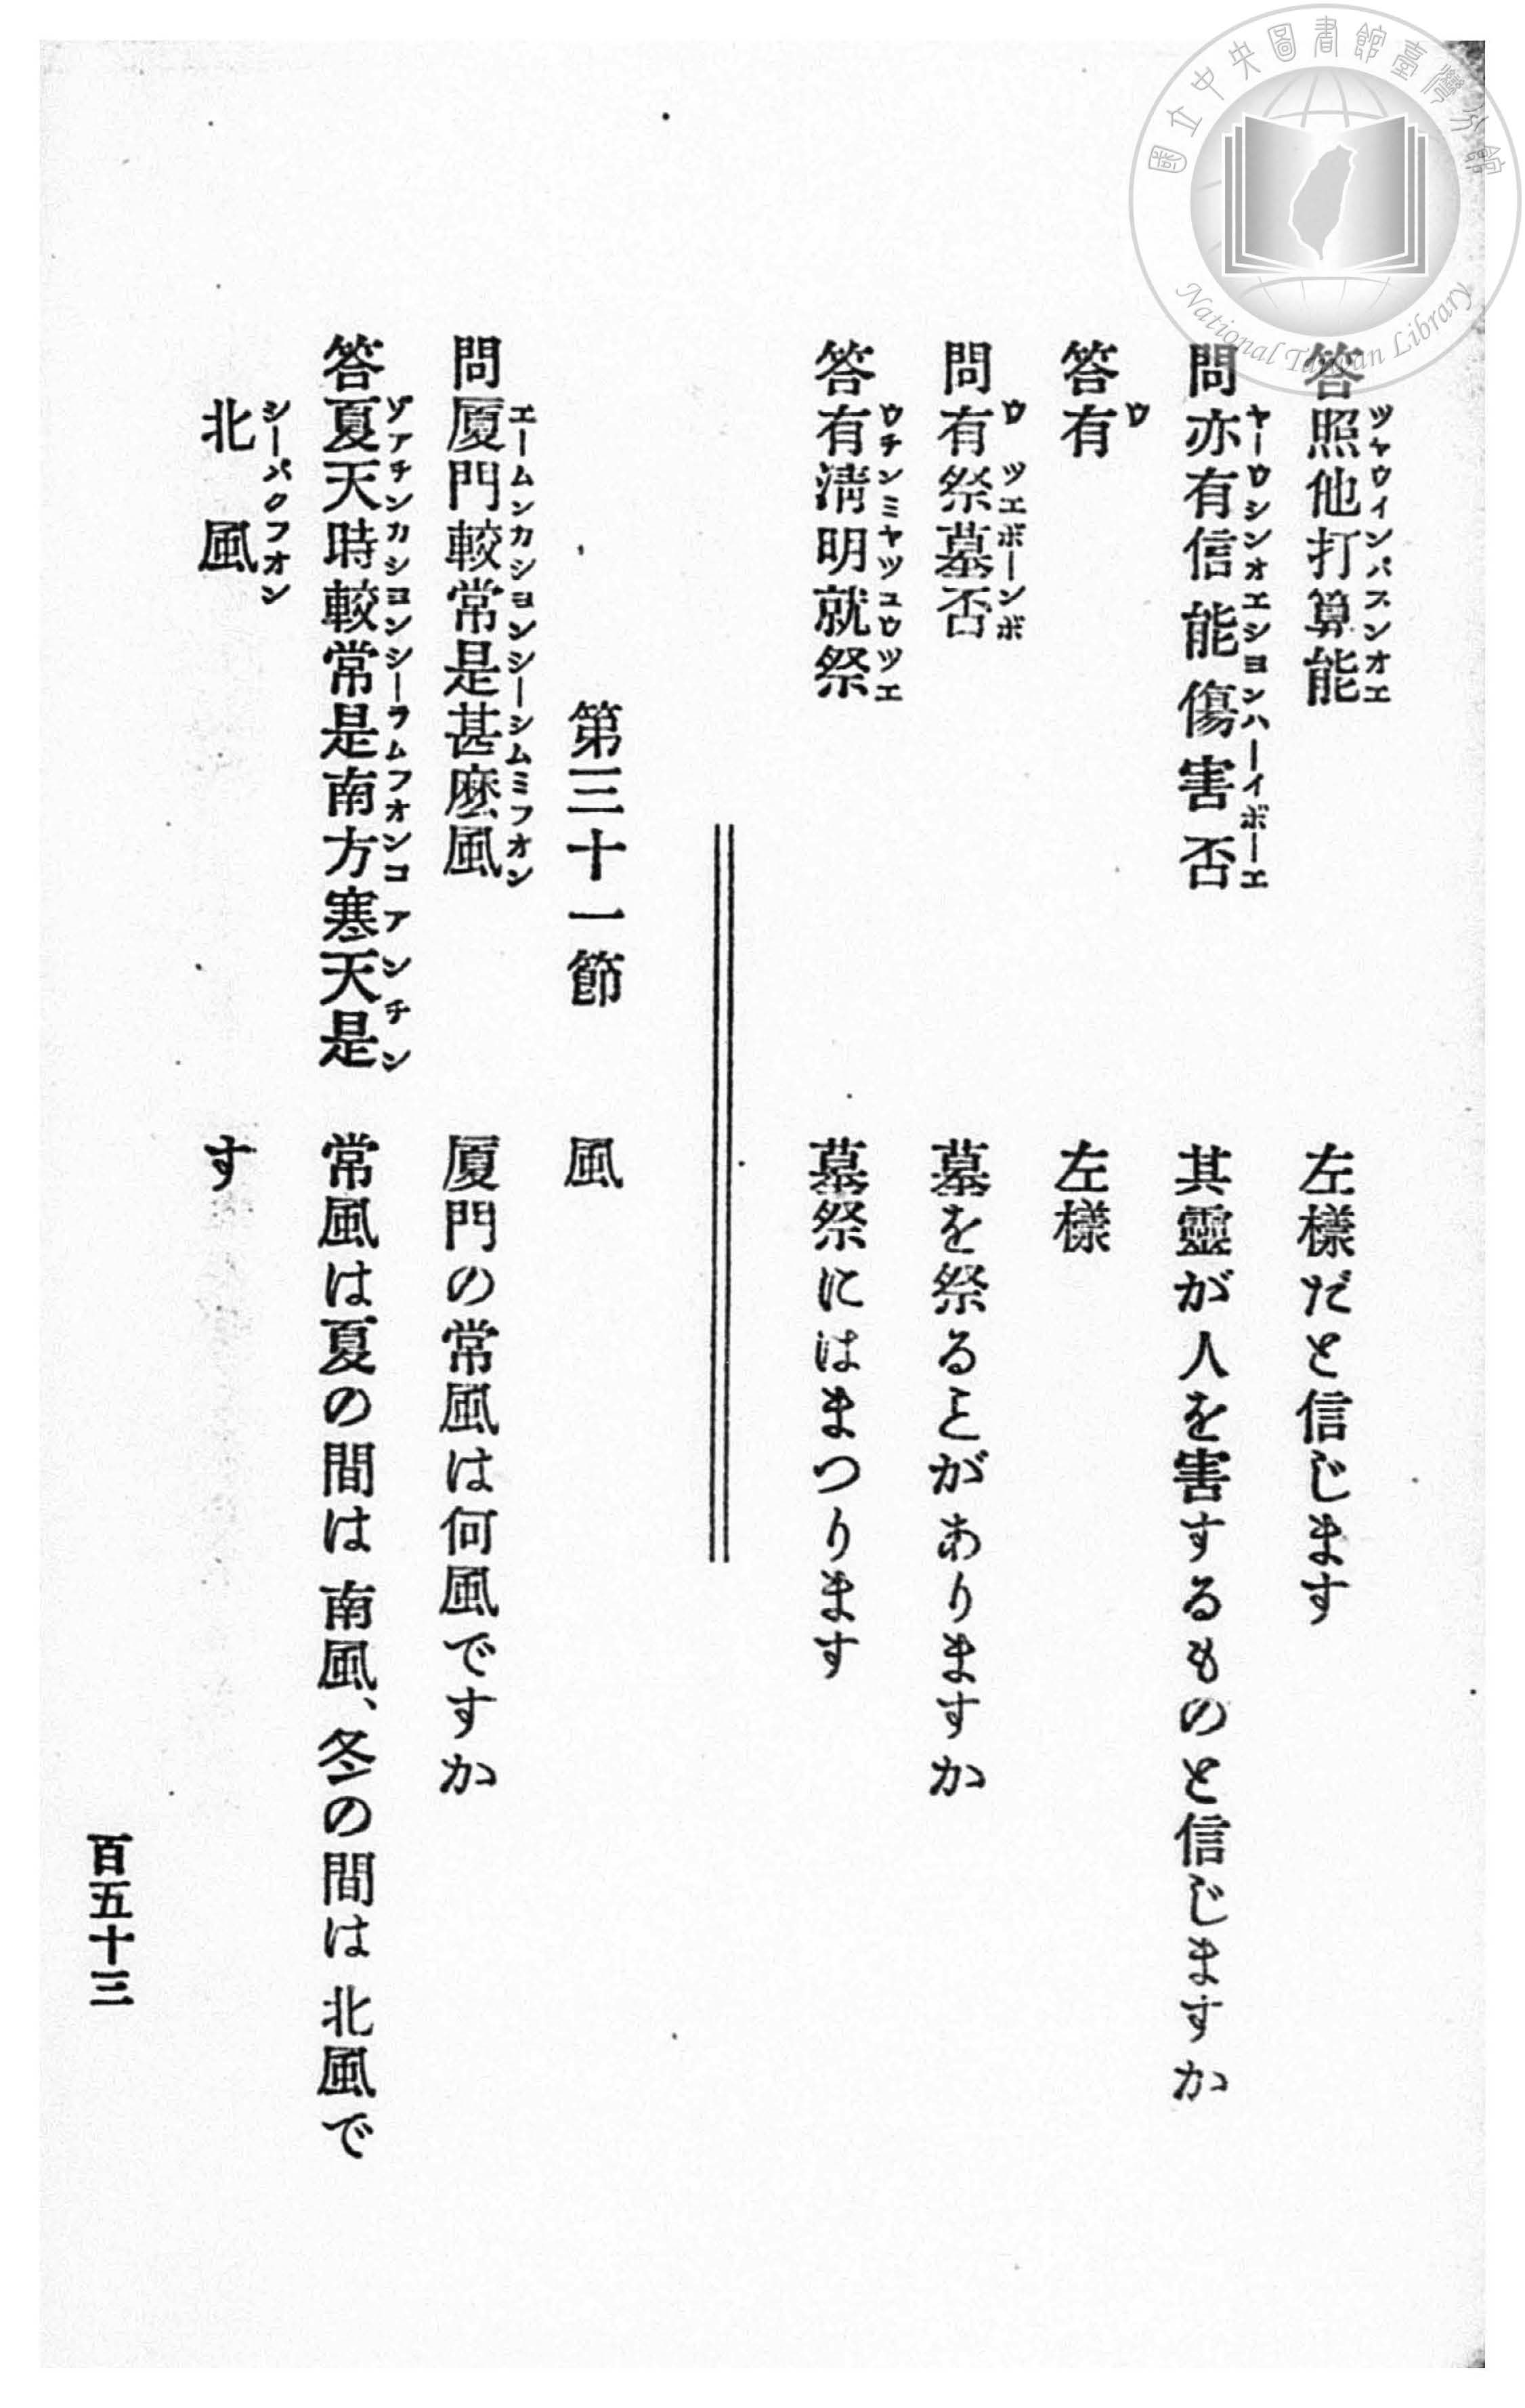 國立中央圖書館臺灣分館
National Taiwan Library
答照他打算能
ツャウインパスンオエ
左樣だと信じます
問亦有信能傷害否
ヤーウシンオエシヨンハーイボーエ
其靈が人を害するものと信じますか
答有
ウ
左樣
問有祭墓否
ウツエボーンボ
墓を祭るとがありますか
答有淸明就祭
ウチンミヤツユウツエ
墓祭にはまつります
第三十一節 風
問厦門較常是甚麽風
エームンカシヨンシーシムミフオン
厦門の常風は何風ですか
答夏天時較常是南方寒天是
ヅァチンカシヨンシーラムフオンコアンチン
常風は夏の間は南風、冬の間は北風で
北風
シーパクフオン
す
百五十三